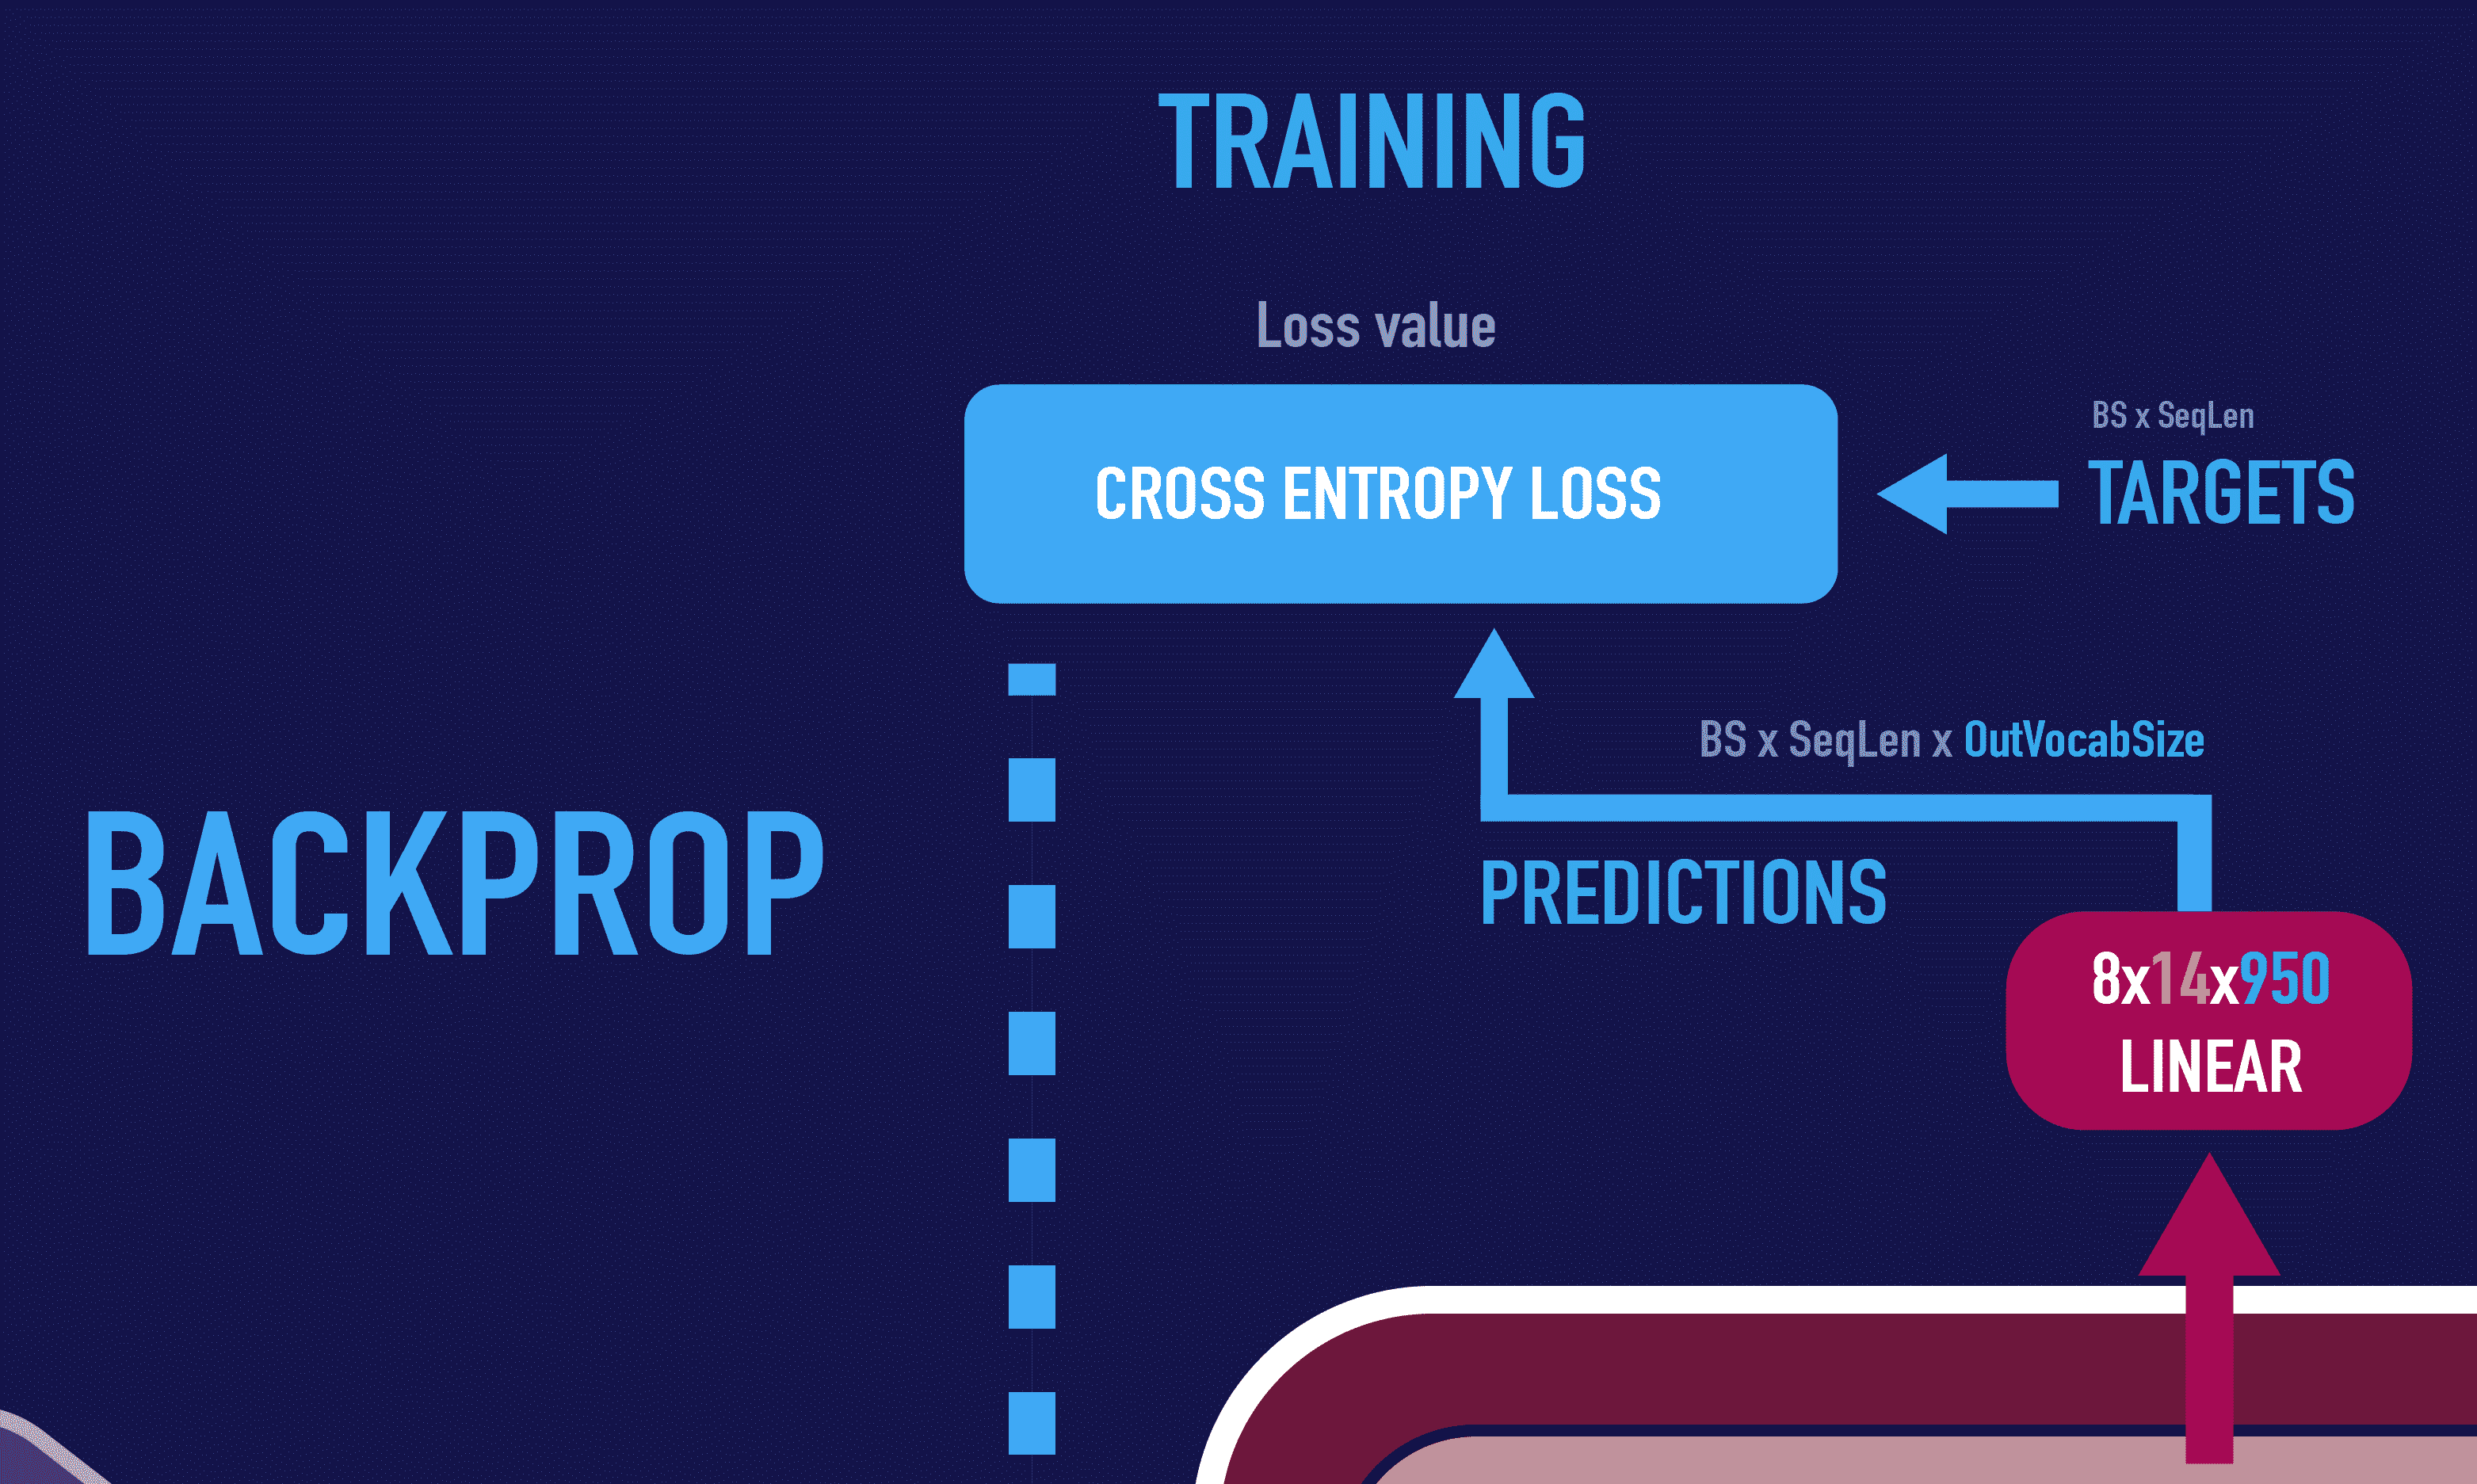 TRAINING
Loss value
CROSS ENTROPY LOSS
BS x SeqLen
TARGETS
BS x SeqLen x OutVocabSize
BACKPROP
PREDICTIONS
8x14x950
LINEAR